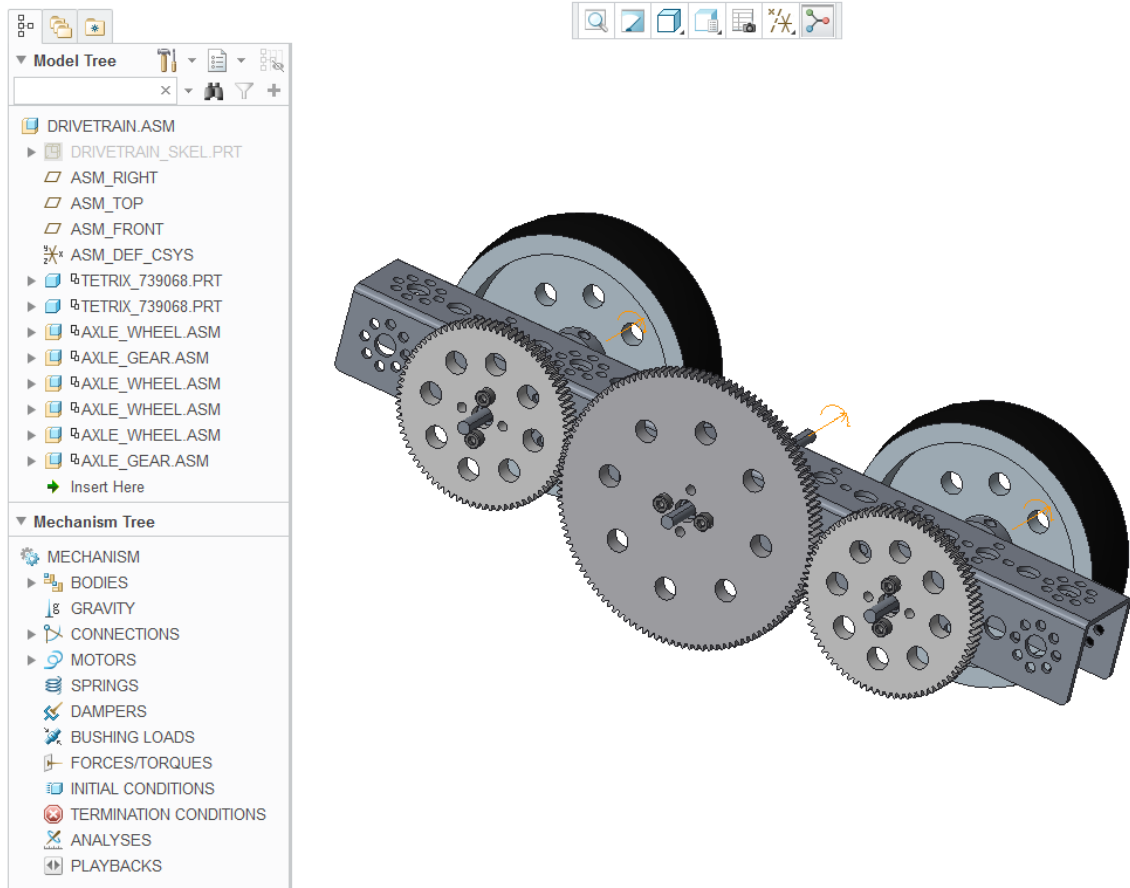 Model Tree
DRIVETRAIN.ASM
DRIVETRAIN_SKEL.PRT
ASM_RIGHT
ASM_TOP
ASM_FRONT
ASM_DEF_CSYS
TETRIX_739068.PRT
TETRIX_739068.PRT
AXLE_WHEEL.ASM
AXLE_GEAR.ASM
AXLE_WHEEL.ASM
AXLE_WHEEL.ASM
AXLE_WHEEL.ASM
AXLE_GEAR.ASM
Insert Here
Mechanism Tree
MECHANISM
BODIES
GRAVITY
CONNECTIONS
MOTORS
SPRINGS
DAMPERS
BUSHING LOADS
FORCES/TORQUES
INITIAL CONDITIONS
TERMINATION CONDITIONS
ANALYSES
PLAYBACKS